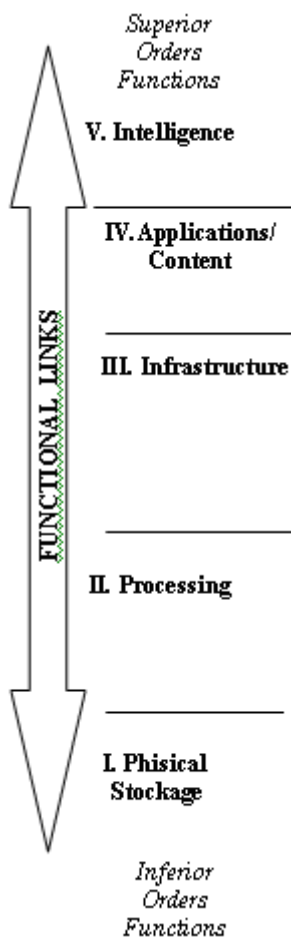 Superior
Orders
Functions
V. Intelligence
IV. Applications/
Content
III. Infrastructure
FUNCTIONAL LINKS
II. Processing
I. Phisical
Stockage
Inferior
Orders
Functions